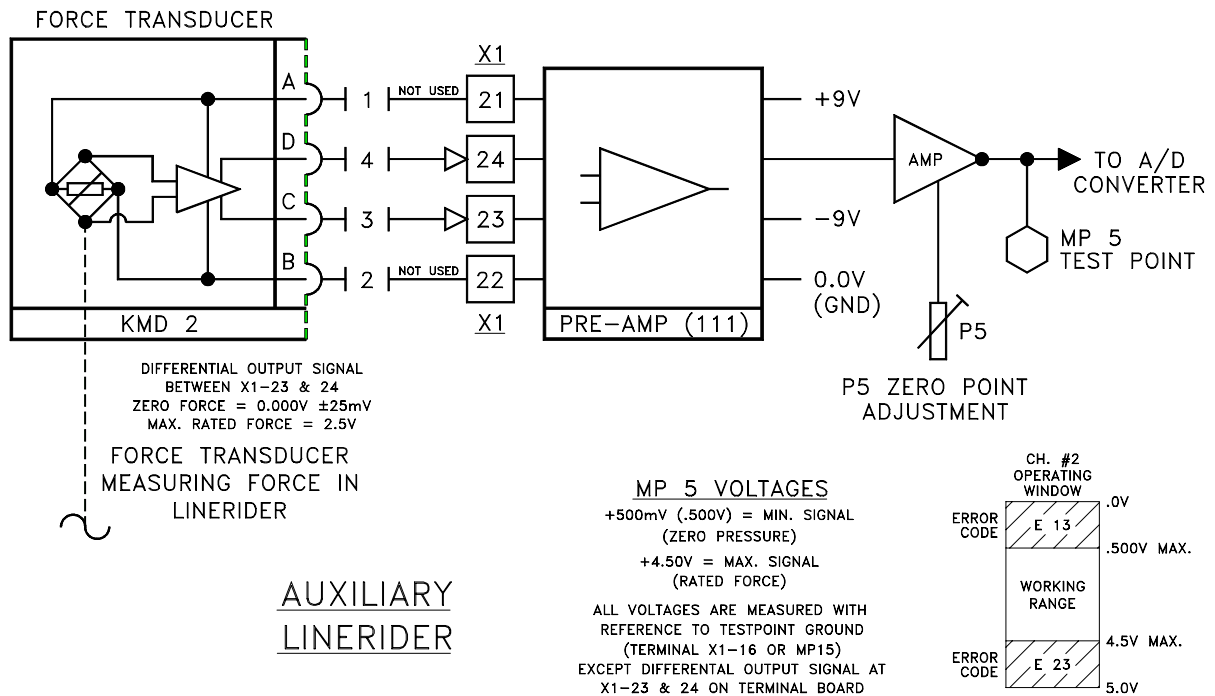 FORCE TRANSDUCER
A
1
NOT USED
X1
21
+9V
D
4
24
AMP
TO A/D
CONVERTER
C
3
23
-9V
MP 5
TEST POINT
B
2
NOT USED
22
0.0V
(GND)
KMD 2
X1
PRE-AMP (111)
P5
P5 ZERO POINT
ADJUSTMENT
DIFFERENTIAL OUTPUT SIGNAL
BETWEEN X1-23 & 24
ZERO FORCE = 0.000V ±25mV
MAX. RATED FORCE = 2.5V
FORCE TRANSDUCER
MEASURING FORCE IN
LINERIDER
AUXILIARY
LINERIDER
MP 5 VOLTAGES
+500mV (.500V) = MIN. SIGNAL
(ZERO PRESSURE)
+4.50V = MAX. SIGNAL
(RATED FORCE)
ALL VOLTAGES ARE MEASURED WITH
REFERENCE TO TESTPOINT GROUND
(TERMINAL X1-16 OR MP15)
EXCEPT DIFFERENTAL OUTPUT SIGNAL AT
X1-23 & 24 ON TERMINAL BOARD
CH. #2
OPERATING
WINDOW
.0V
ERROR
CODE
E 13
.500V MAX.
WORKING
RANGE
4.5V MAX.
ERROR
CODE
E 23
5.0V